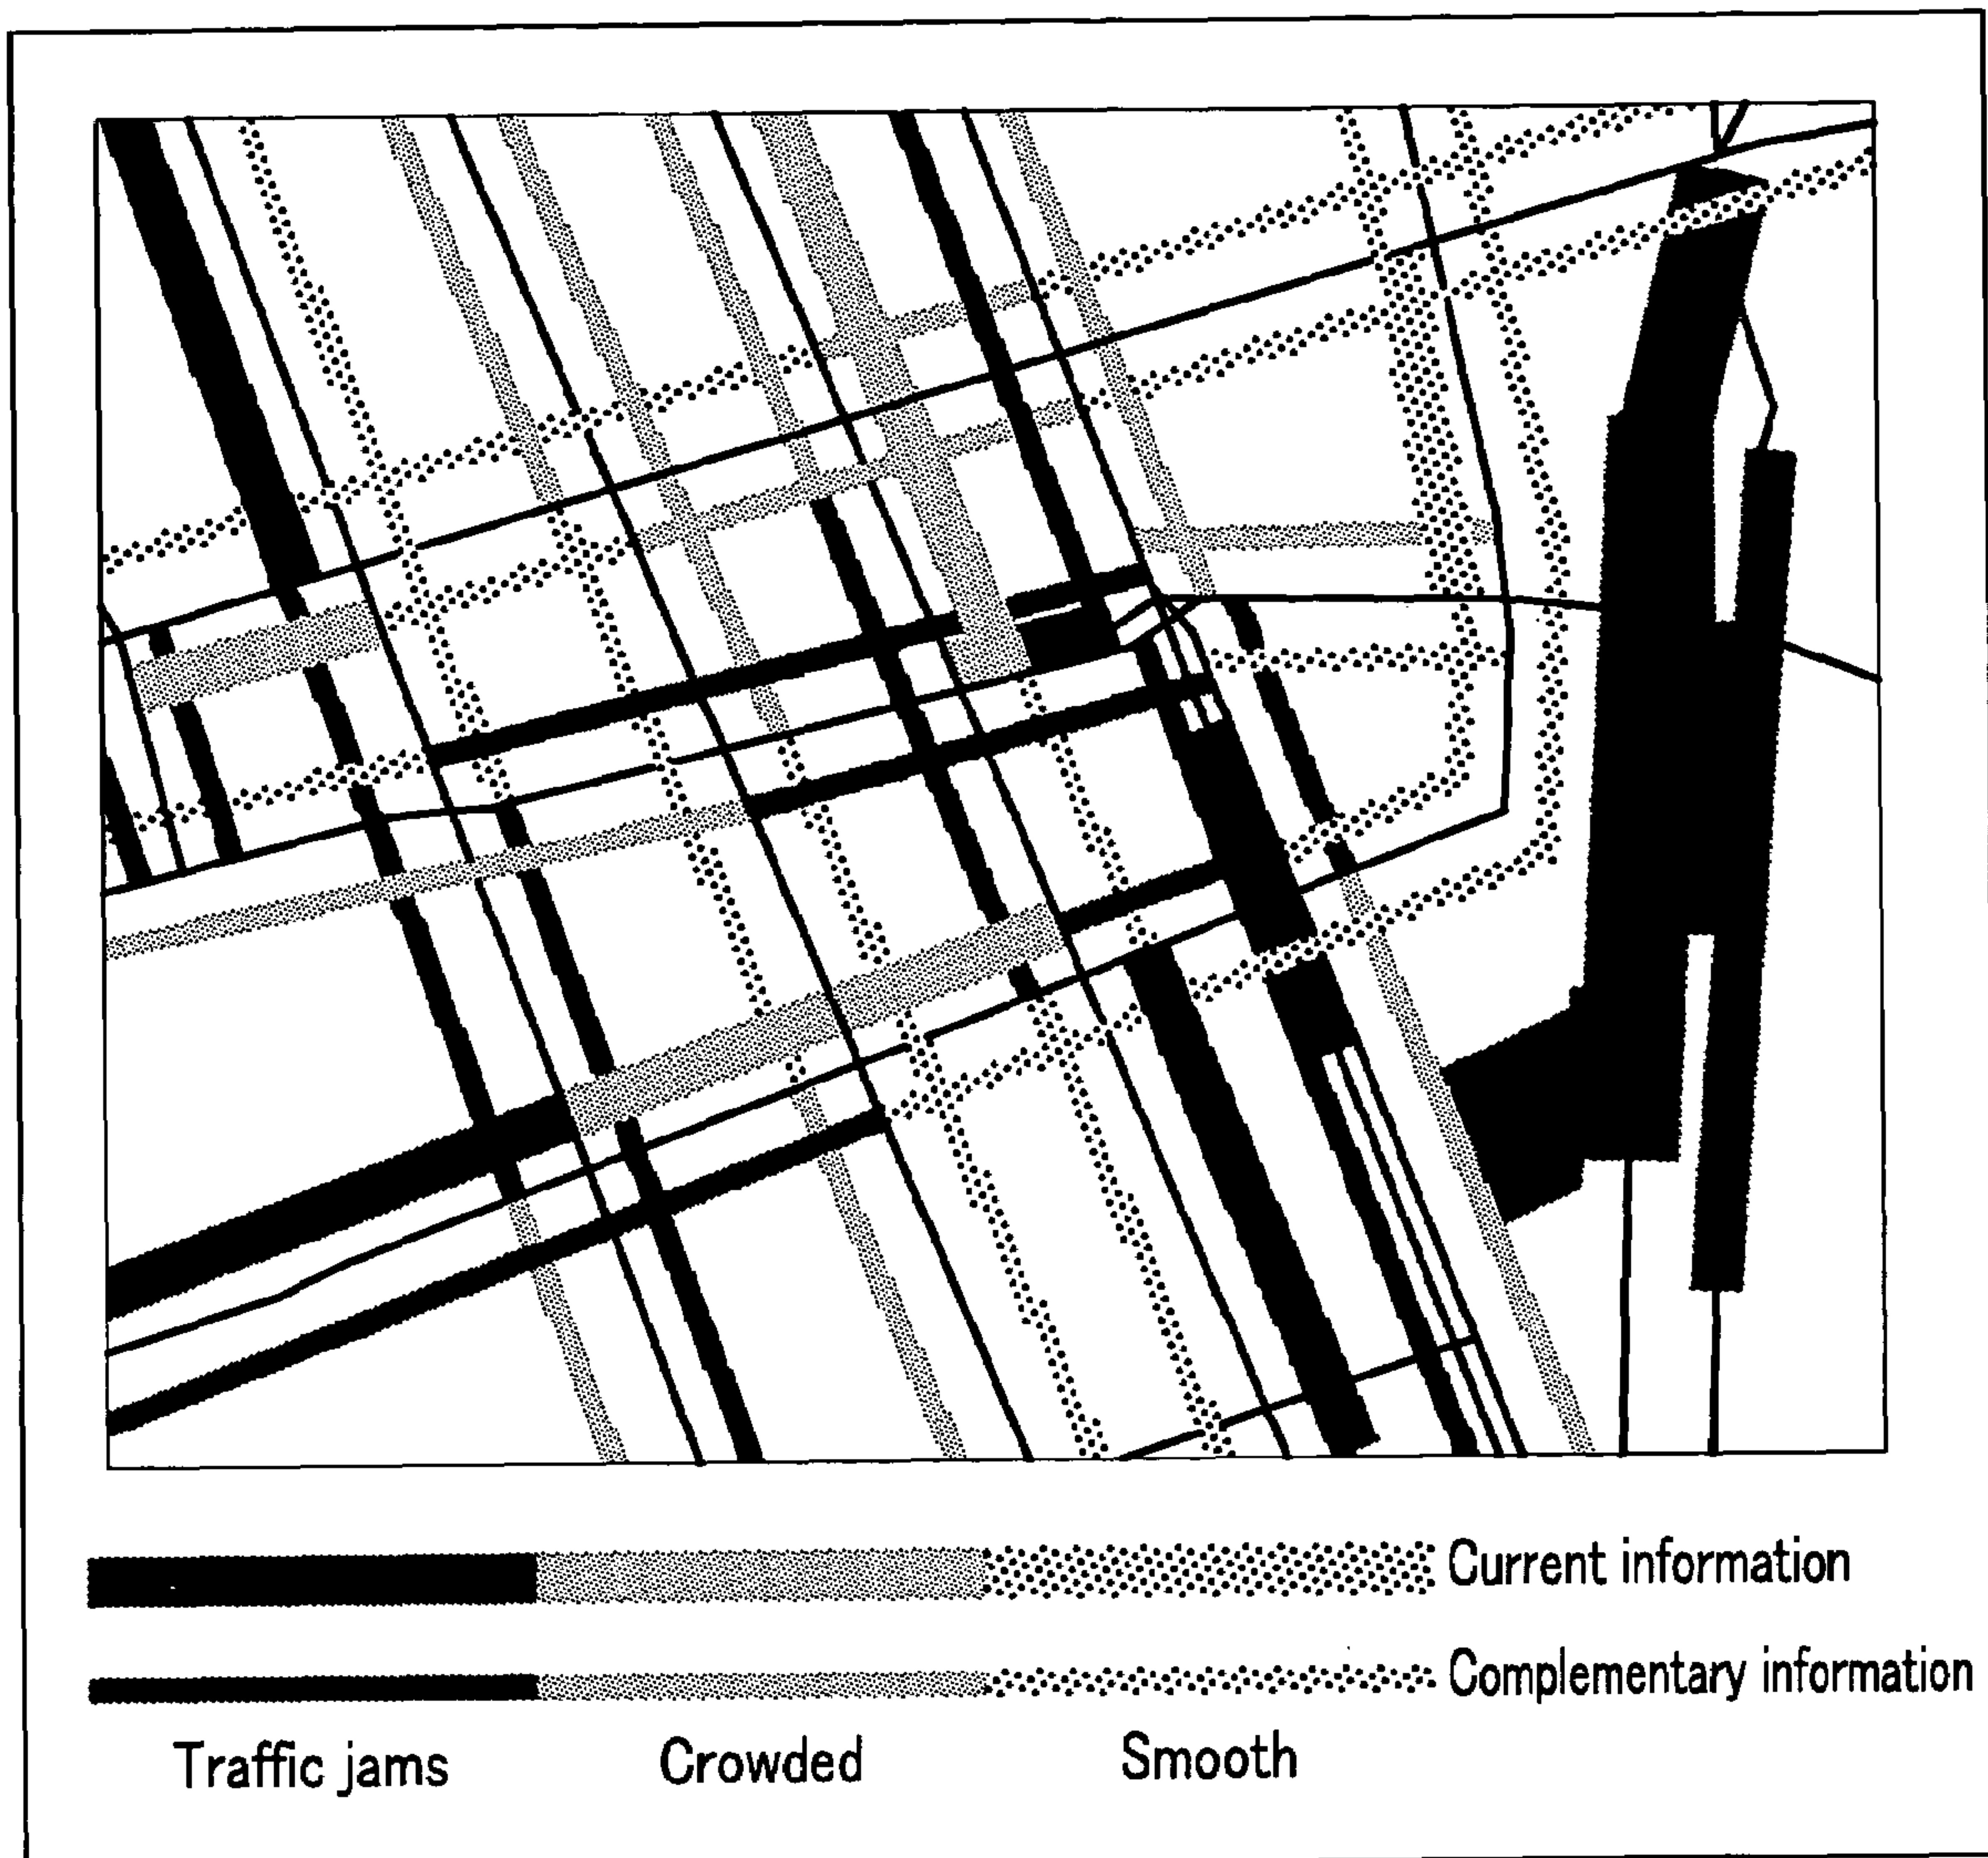 Current information
Complementary information
Traffic jams Crowded Smooth